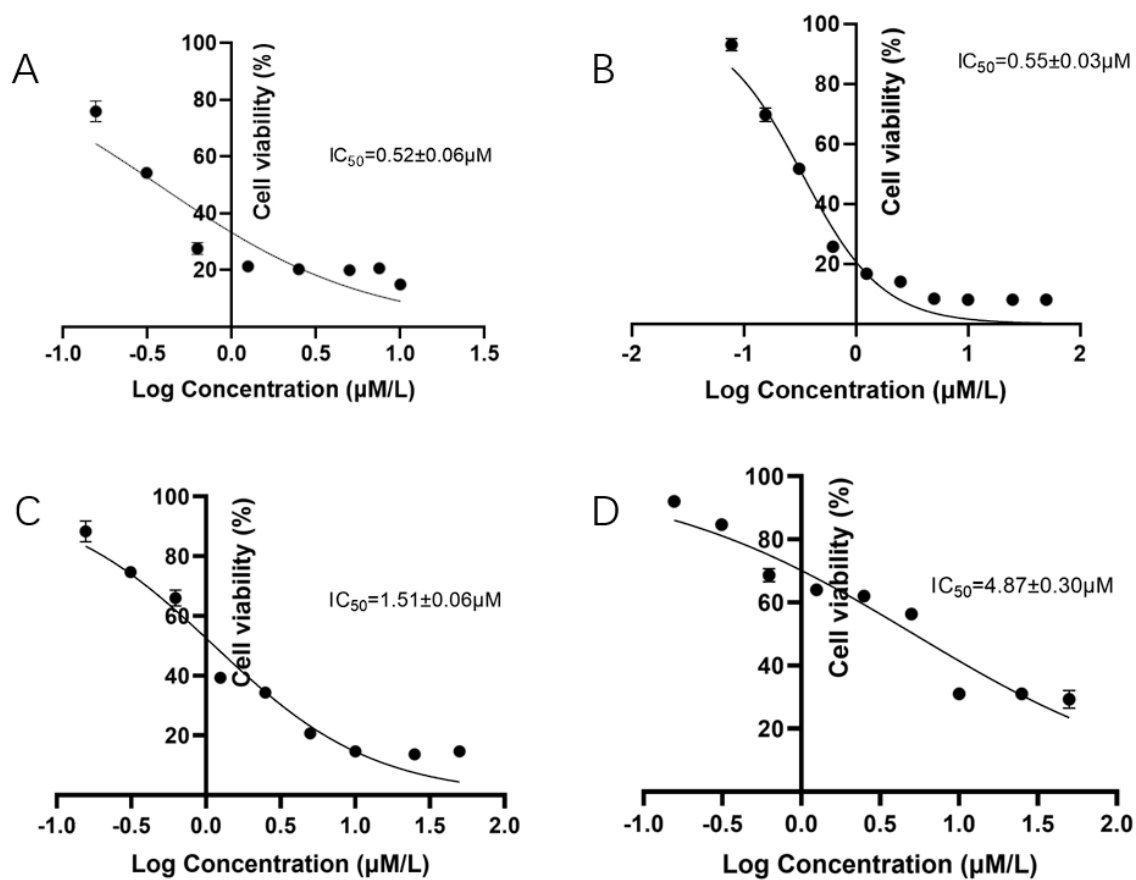 A
100
80
60
40
20
Cell viability (%)
IC50=0.52±0.06µM
-1.0 -0.5 0.0 0.5 1.0 1.5
Log Concentration (µM/L)
B
100
80
60
40
20
Cell viability (%)
IC50=0.55±0.03µM
-2 -1 0 1 2
Log Concentration (µM/L)
C
100
80
60
40
20
Cell viability (%)
IC50=1.51±0.06µM
-1.0 -0.5 0.0 0.5 1.0 1.5 2.0
Log Concentration (µM/L)
D
100
80
60
40
20
Cell viability (%)
IC50=4.87±0.30µM
-1.0 -0.5 0.0 0.5 1.0 1.5 2.0
Log Concentration (µM/L)